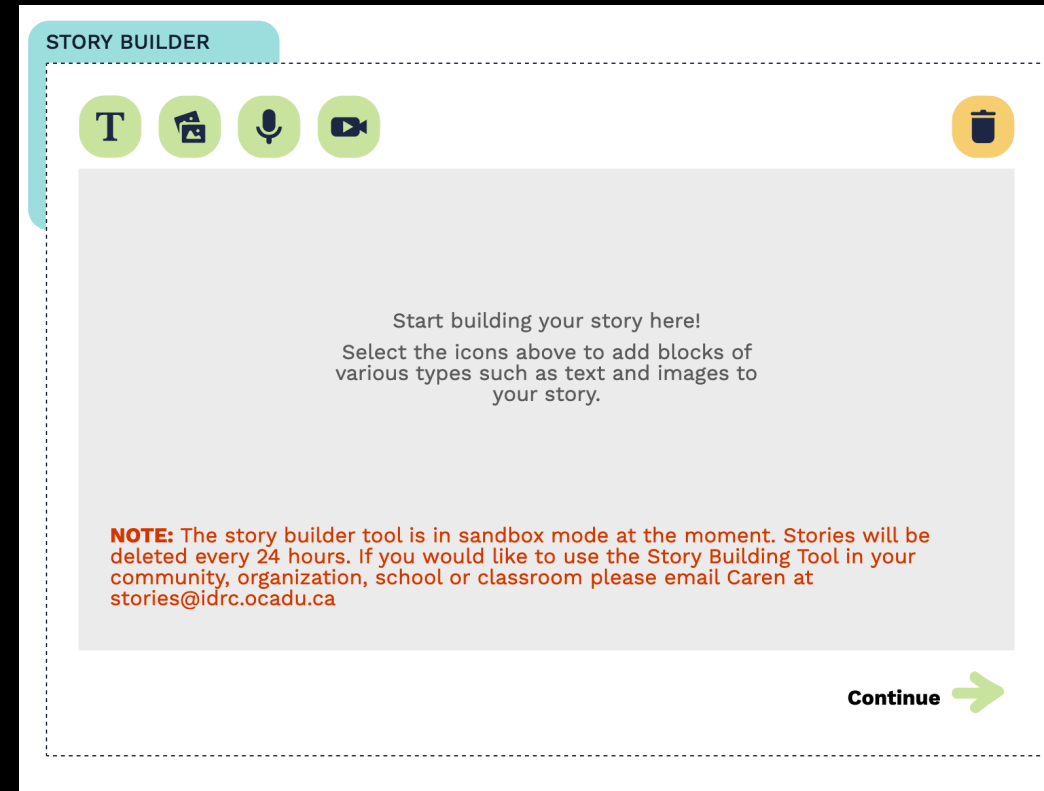 STORY BUILDER
T
Start building your story here!
Select the icons above to add blocks of
various types such as text and images to
your story.
NOTE: The story builder tool is in sandbox mode at the moment. Stories will be
deleted every 24 hours. If you would like to use the Story Building Tool in your
community, organization, school or classroom please email Caren at
stories@idrc.ocadu.ca
Continue